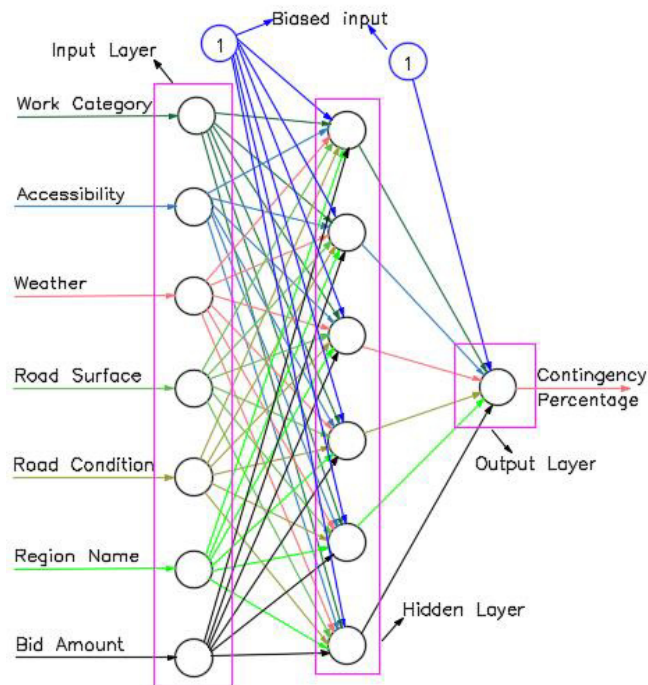 Biased input
1
1
Input Layer
Work Category
Accessibility
Weather
Road Surface
Road Condition
Region Name
Bid Amount
Contingency
Percentage
Output Layer
Hidden Layer